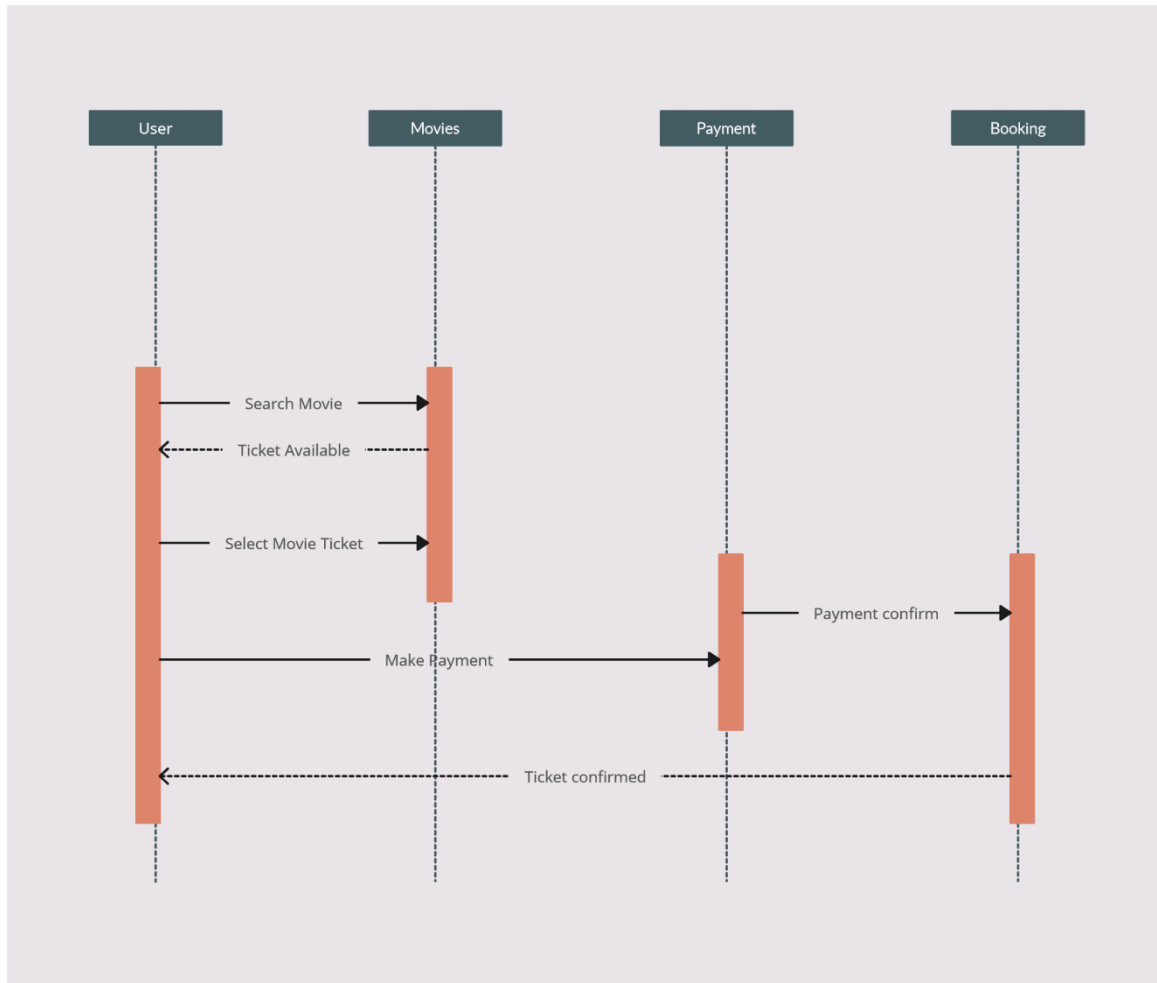 User
Movies
Payment
Booking
Search Movie
Ticket Available
Select Movie Ticket
Payment confirm
Make Payment
Ticket confirmed